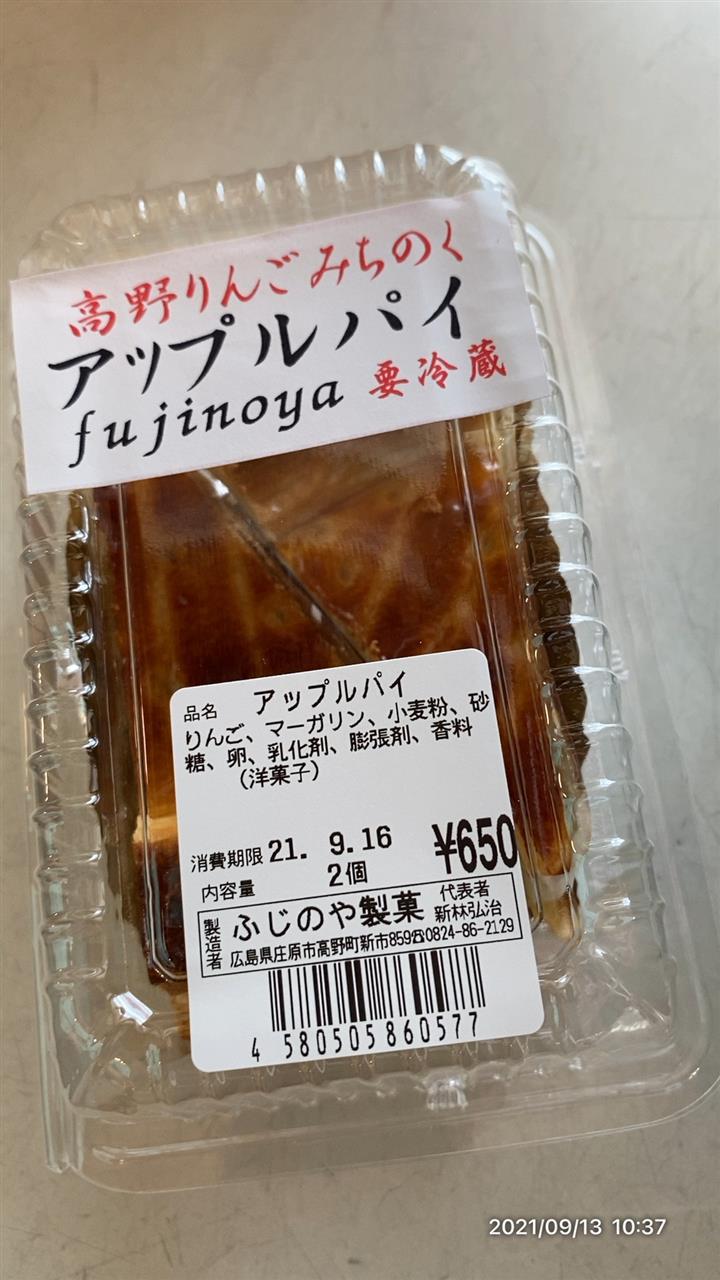 高野りんごみちのく
アップルパイ
fujinoya 要冷蔵
品名 アップルパイ
りんご、マーガリン、小麦粉、砂
糖、卵、乳化剤、膨張剤、香料
(洋菓子)
消費期限 21. 9.16 ¥650
内容量 2個
製造者 ふじのや製菓 代表者 新林弘治
広島県庄原市高野町新市859☎0824-86-2129
4 580505 860577
2021/09/13 10:37